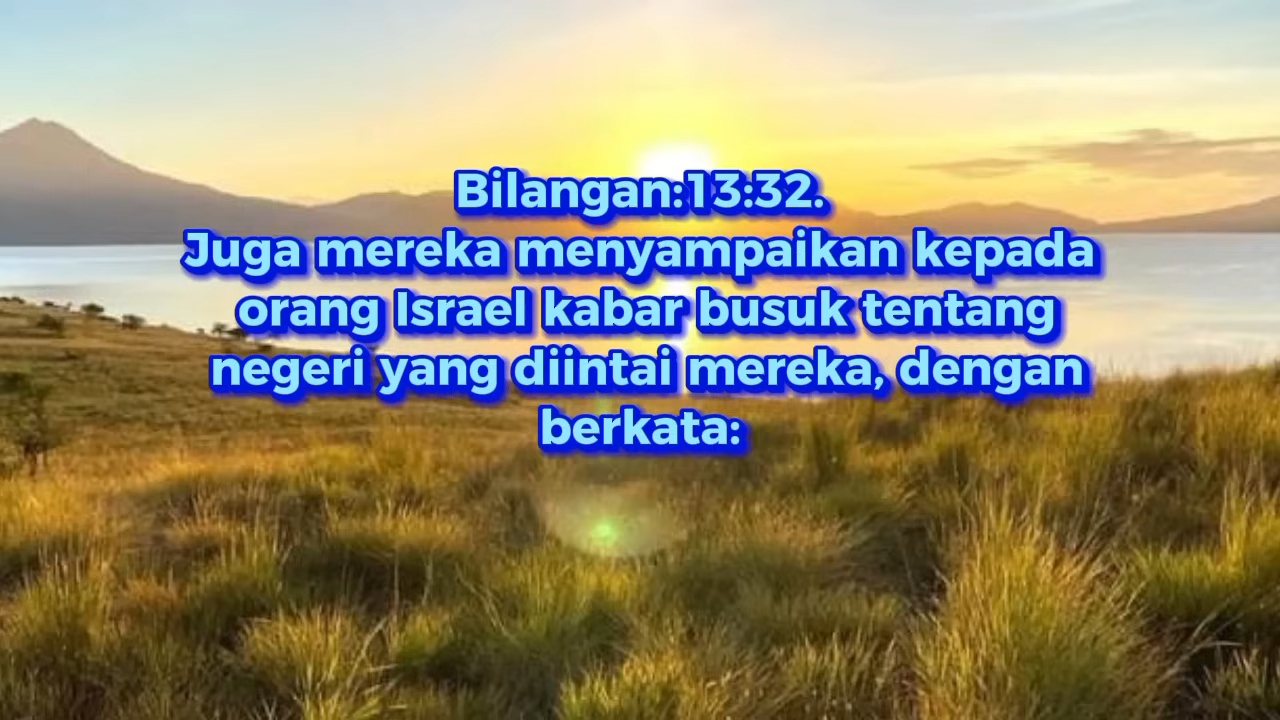 Bilangan:13:32.
Juga mereka menyampaikan kepada
orang Israel kabar busuk tentang
negeri yang diintai mereka, dengan
berkata: